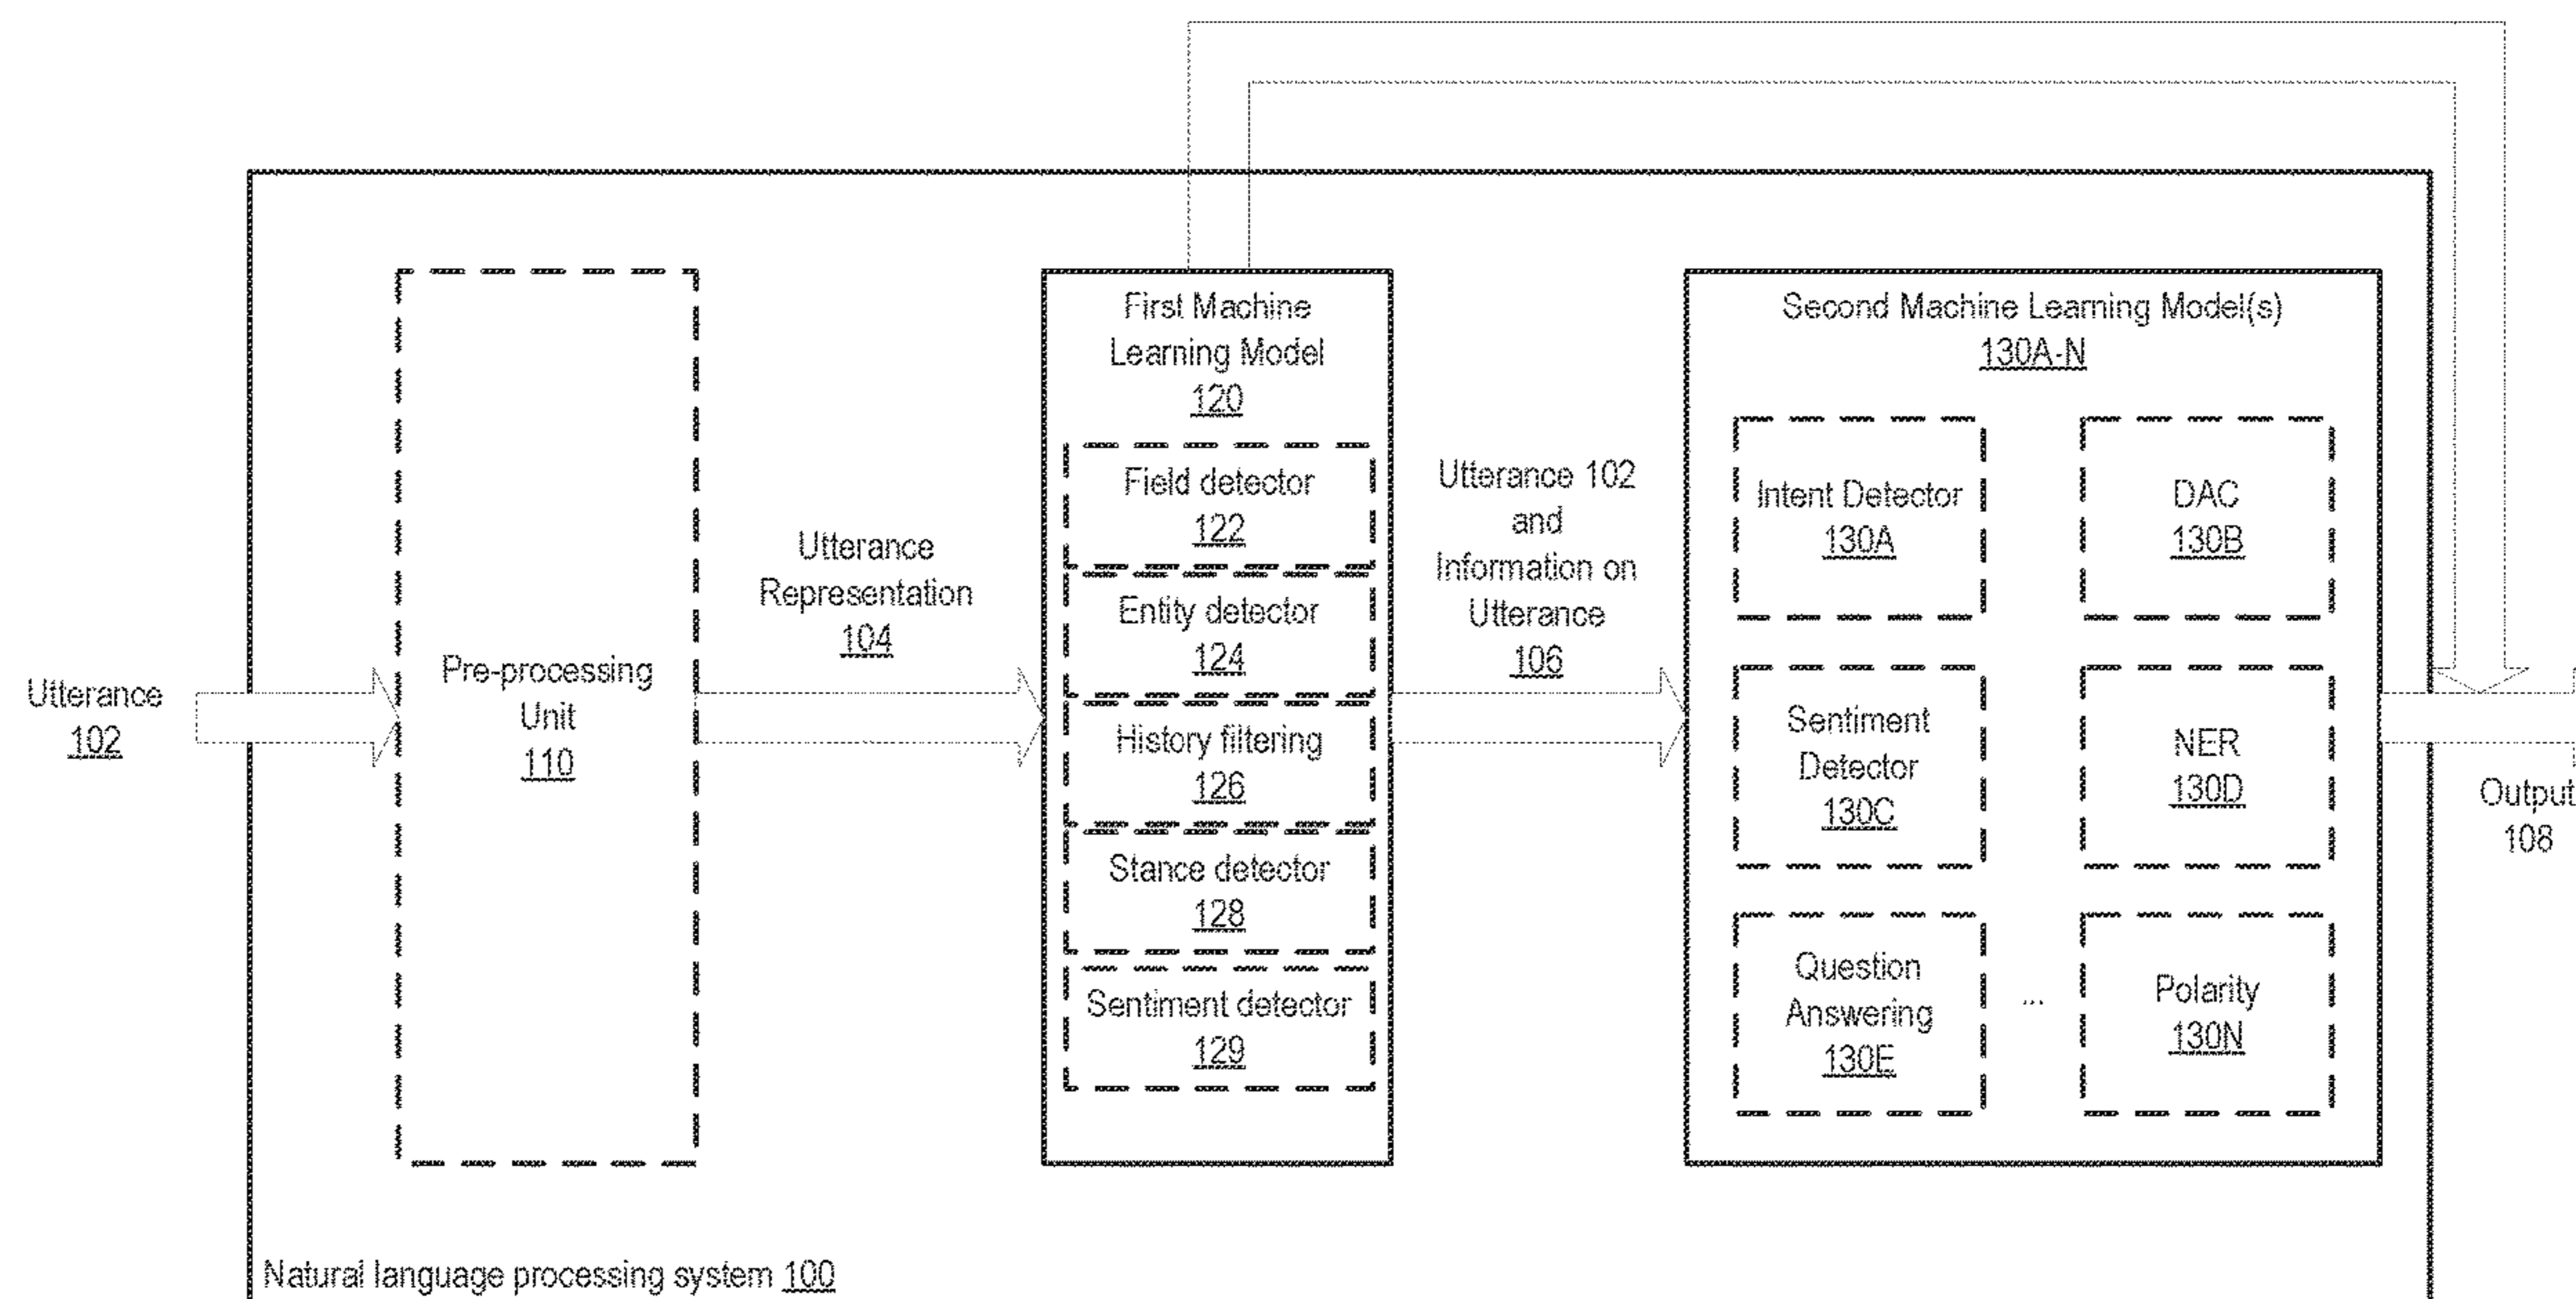 Utterance
102
Pre-processing
Unit
110
Utterance
Representation
104
First Machine
Learning Model
120
Field detector
122
Entity detector
124
History filtering
126
Stance detector
128
Sentiment detector
129
Utterance 102
and
Information on
Utterance
106
Second Machine Learning Model(s)
130A-N
Intent Detector
130A
DAC
130B
Sentiment
Detector
130C
NER
130D
Question
Answering
130E
...
Polarity
130N
Output
108
Natural language processing system 100